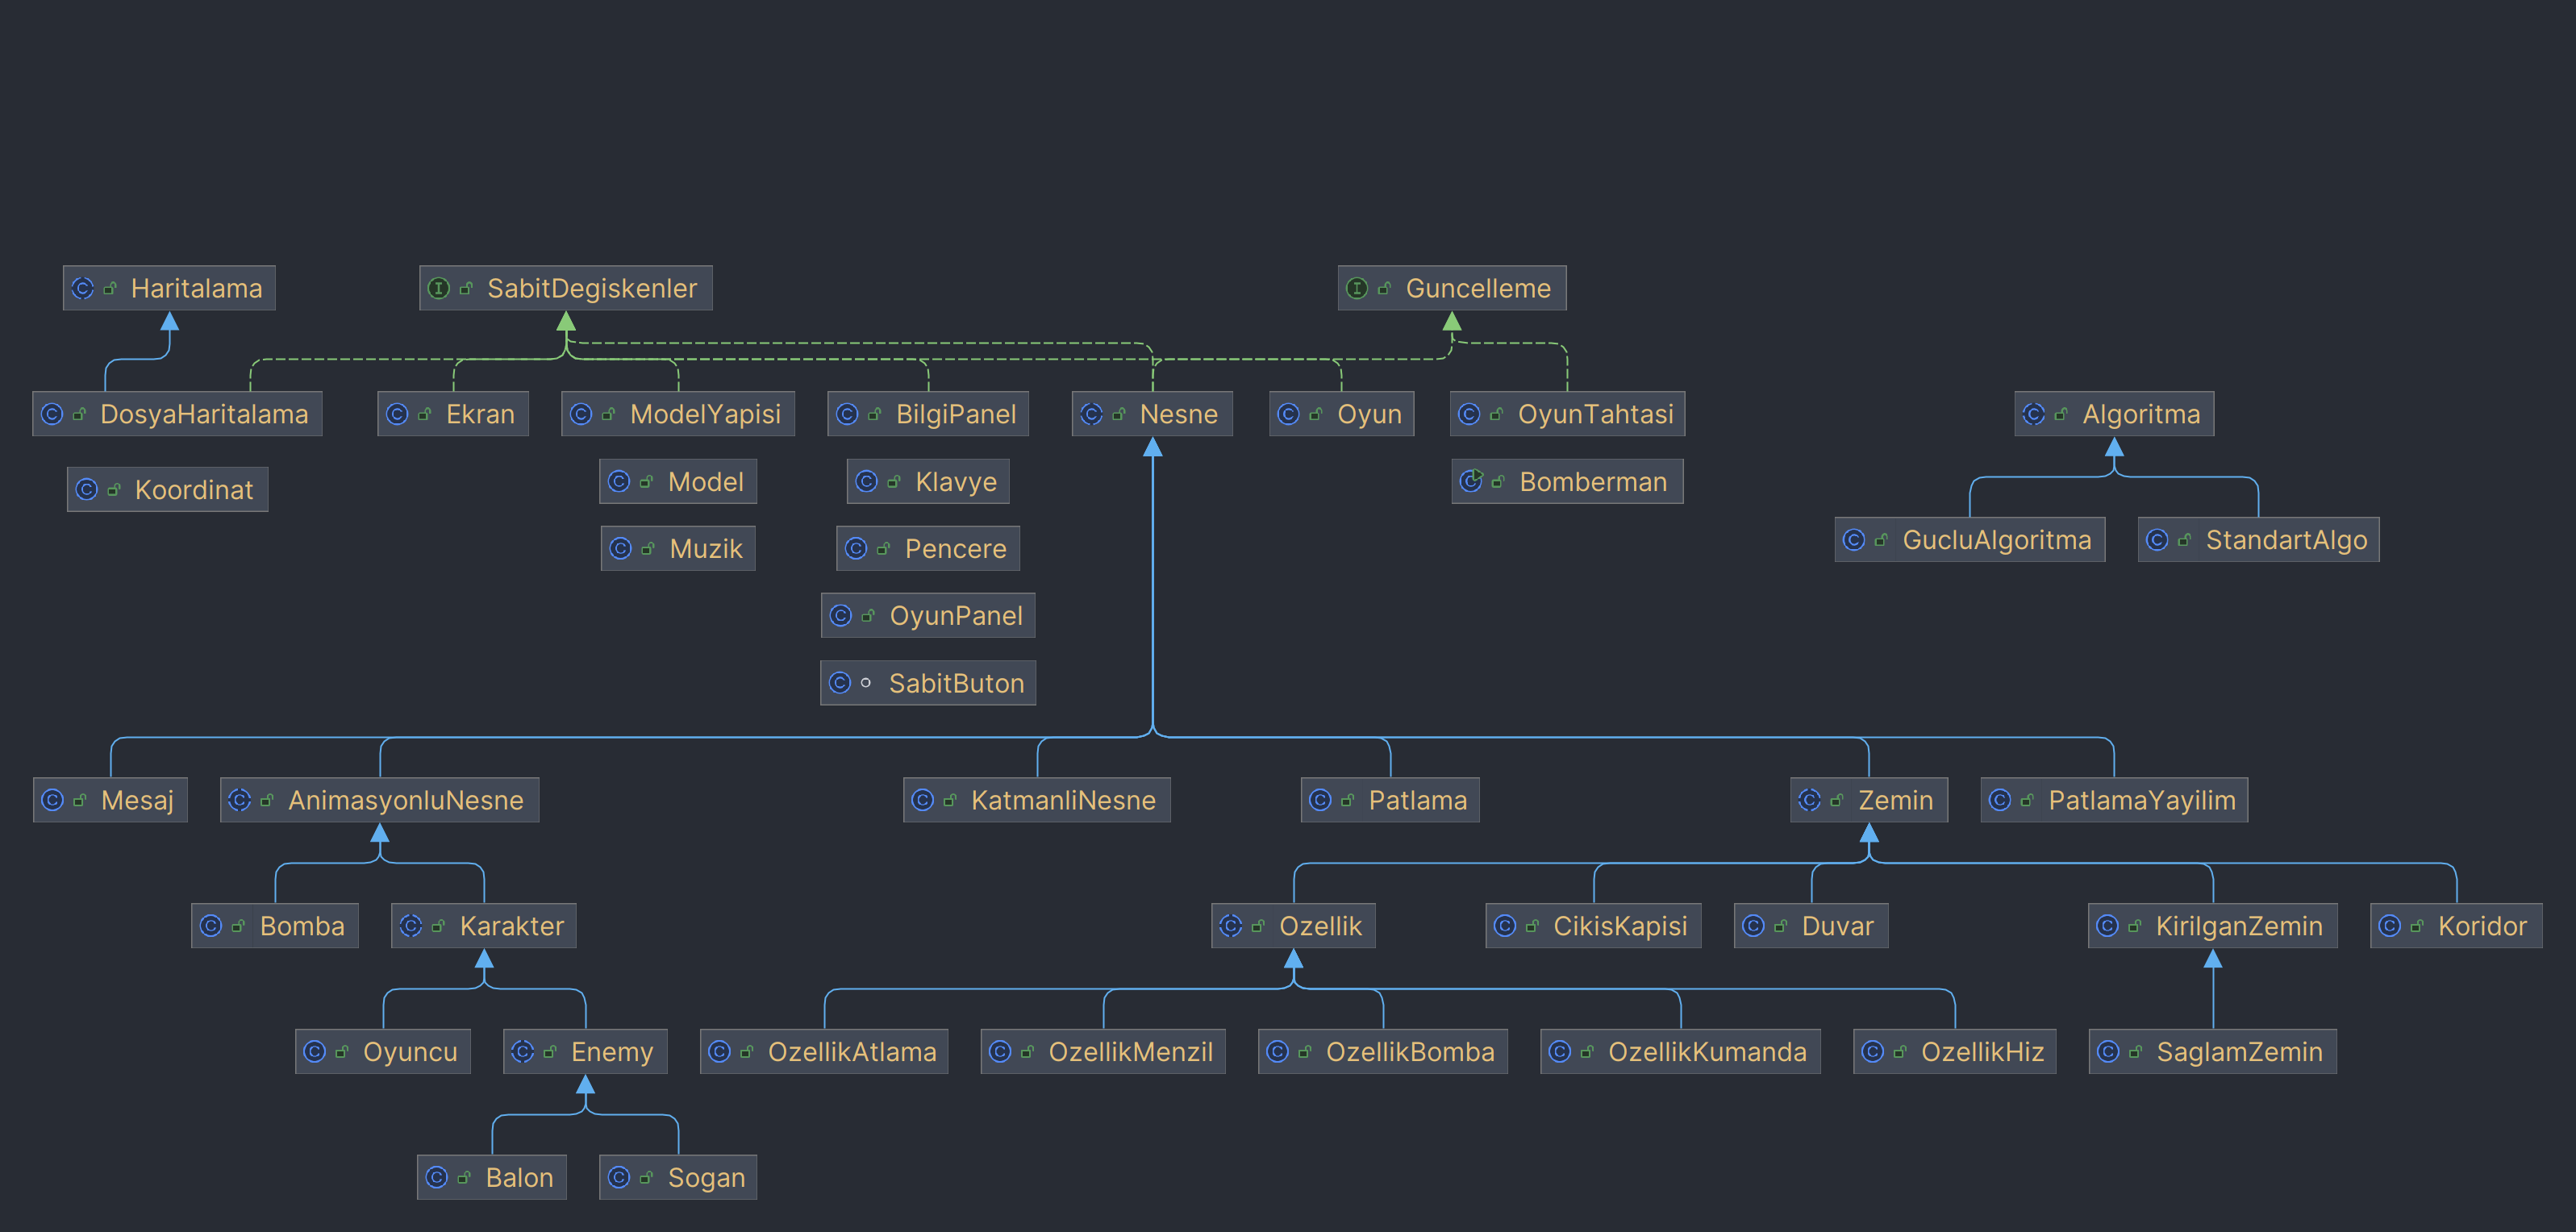 Haritalama
SabitDegiskenler
Guncelleme
DosyaHaritalama
Ekran
ModelYapisi
BilgiPanel
Nesne
Oyun
OyunTahtasi
Algoritma
Koordinat
Model
Klavye
Bomberman
Muzik
Pencere
GucluAlgoritma
StandartAlgo
OyunPanel
SabitButon
Mesaj
AnimasyonluNesne
KatmanliNesne
Patlama
Zemin
PatlamaYayilim
Bomba
Karakter
Ozellik
CikisKapisi
Duvar
KirilganZemin
Koridor
Oyuncu
Enemy
OzellikAtlama
OzellikMenzil
OzellikBomba
OzellikKumanda
OzellikHiz
SaglamZemin
Balon
Sogan